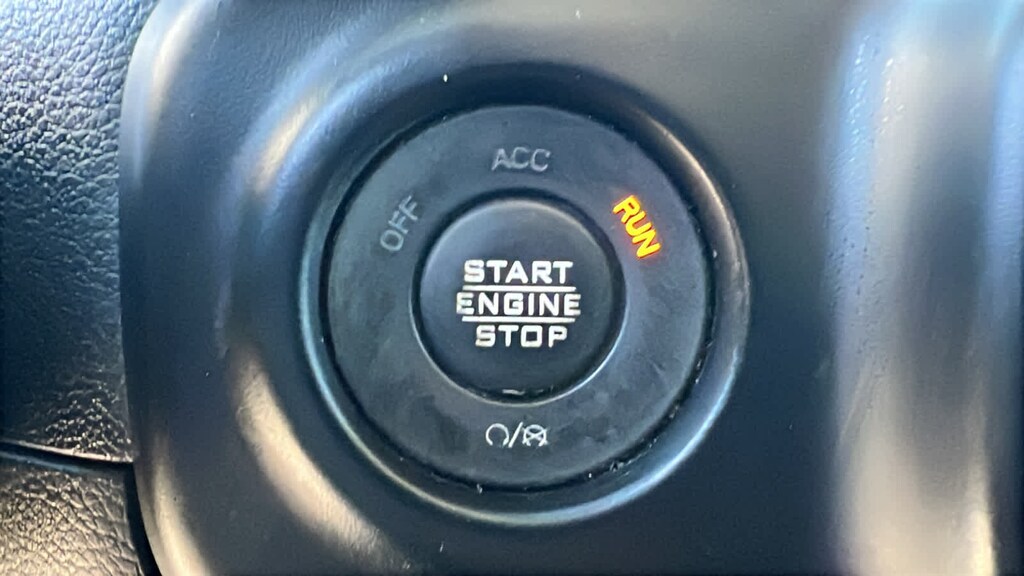 ACC
OFF
RUN
START
ENGINE
STOP